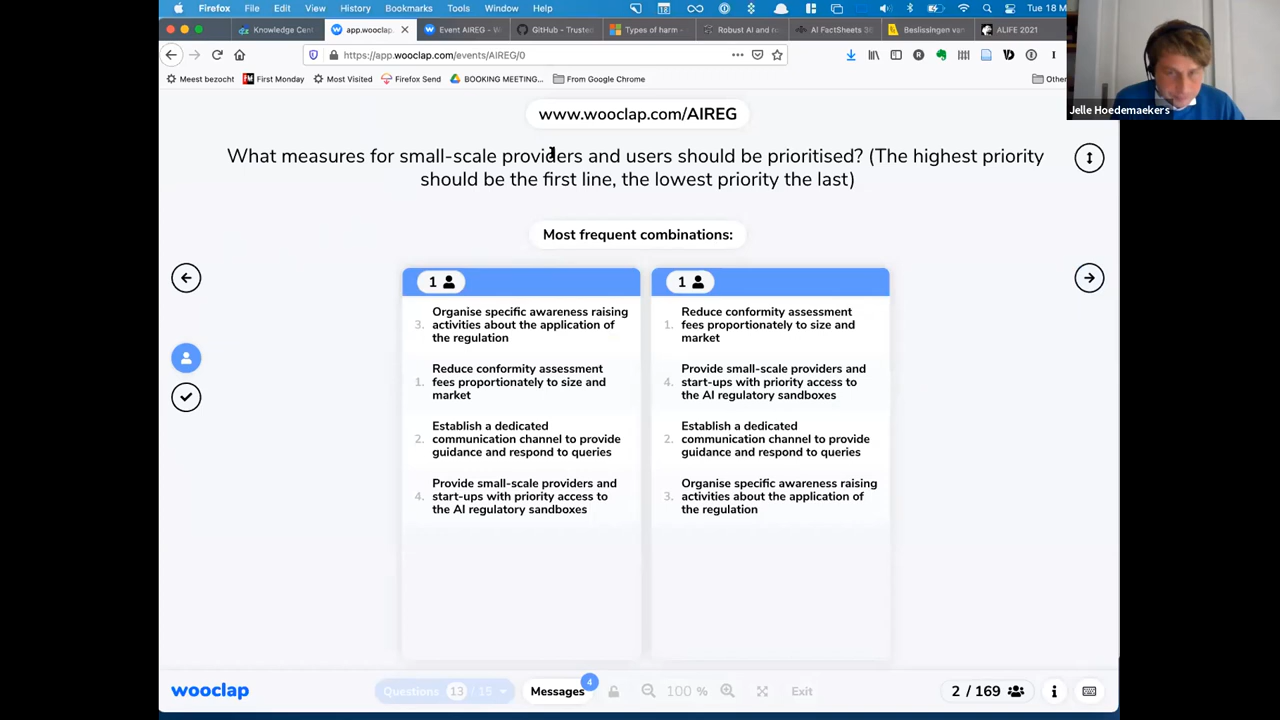 Firefox File Edit View History Bookmarks Tools Window Help Tue 18 M
Knowledge Cent app.wooclap. Event AIREG - W GitHub - Truste Types of harm - Robust AI and ro AI FactSheets 36 Beslissingen van ALIFE 2021
https://app.wooclap.com/events/AIREG/0
Meest bezocht First Monday Most Visited Firefox Send BOOKING MEETING... From Google Chrome Other
Jelle Hoedemaekers
www.wooclap.com/AIREG
What measures for small-scale providers and users should be prioritised? (The highest priority
should be the first line, the lowest priority the last)
Most frequent combinations:
1
3. Organise specific awareness raising
activities about the application of
the regulation
1. Reduce conformity assessment
fees proportionately to size and
market
2. Establish a dedicated
communication channel to provide
guidance and respond to queries
4. Provide small-scale providers and
start-ups with priority access to
the AI regulatory sandboxes
1
1. Reduce conformity assessment
fees proportionately to size and
market
4. Provide small-scale providers and
start-ups with priority access to
the AI regulatory sandboxes
2. Establish a dedicated
communication channel to provide
guidance and respond to queries
3. Organise specific awareness raising
activities about the application of
the regulation
wooclap Questions 13 / 15 Messages 4 100 % Exit 2 / 169